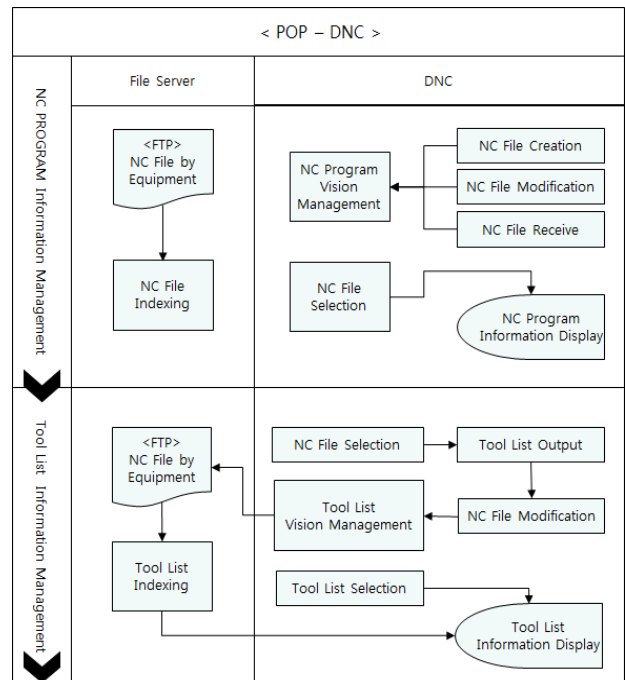 < POP – DNC >
File Server
DNC
NC PROGRAM Information Management
<FTP>
NC File by
Equipment
NC File
Indexing
NC Program
Vision
Management
NC File Creation
NC File Modification
NC File Receive
NC File
Selection
NC Program
Information Display
Tool List Information Management
<FTP>
NC File by
Equipment
Tool List
Indexing
NC File Selection
Tool List Output
Tool List
Vision Management
NC File Modification
Tool List Selection
Tool List
Information Display